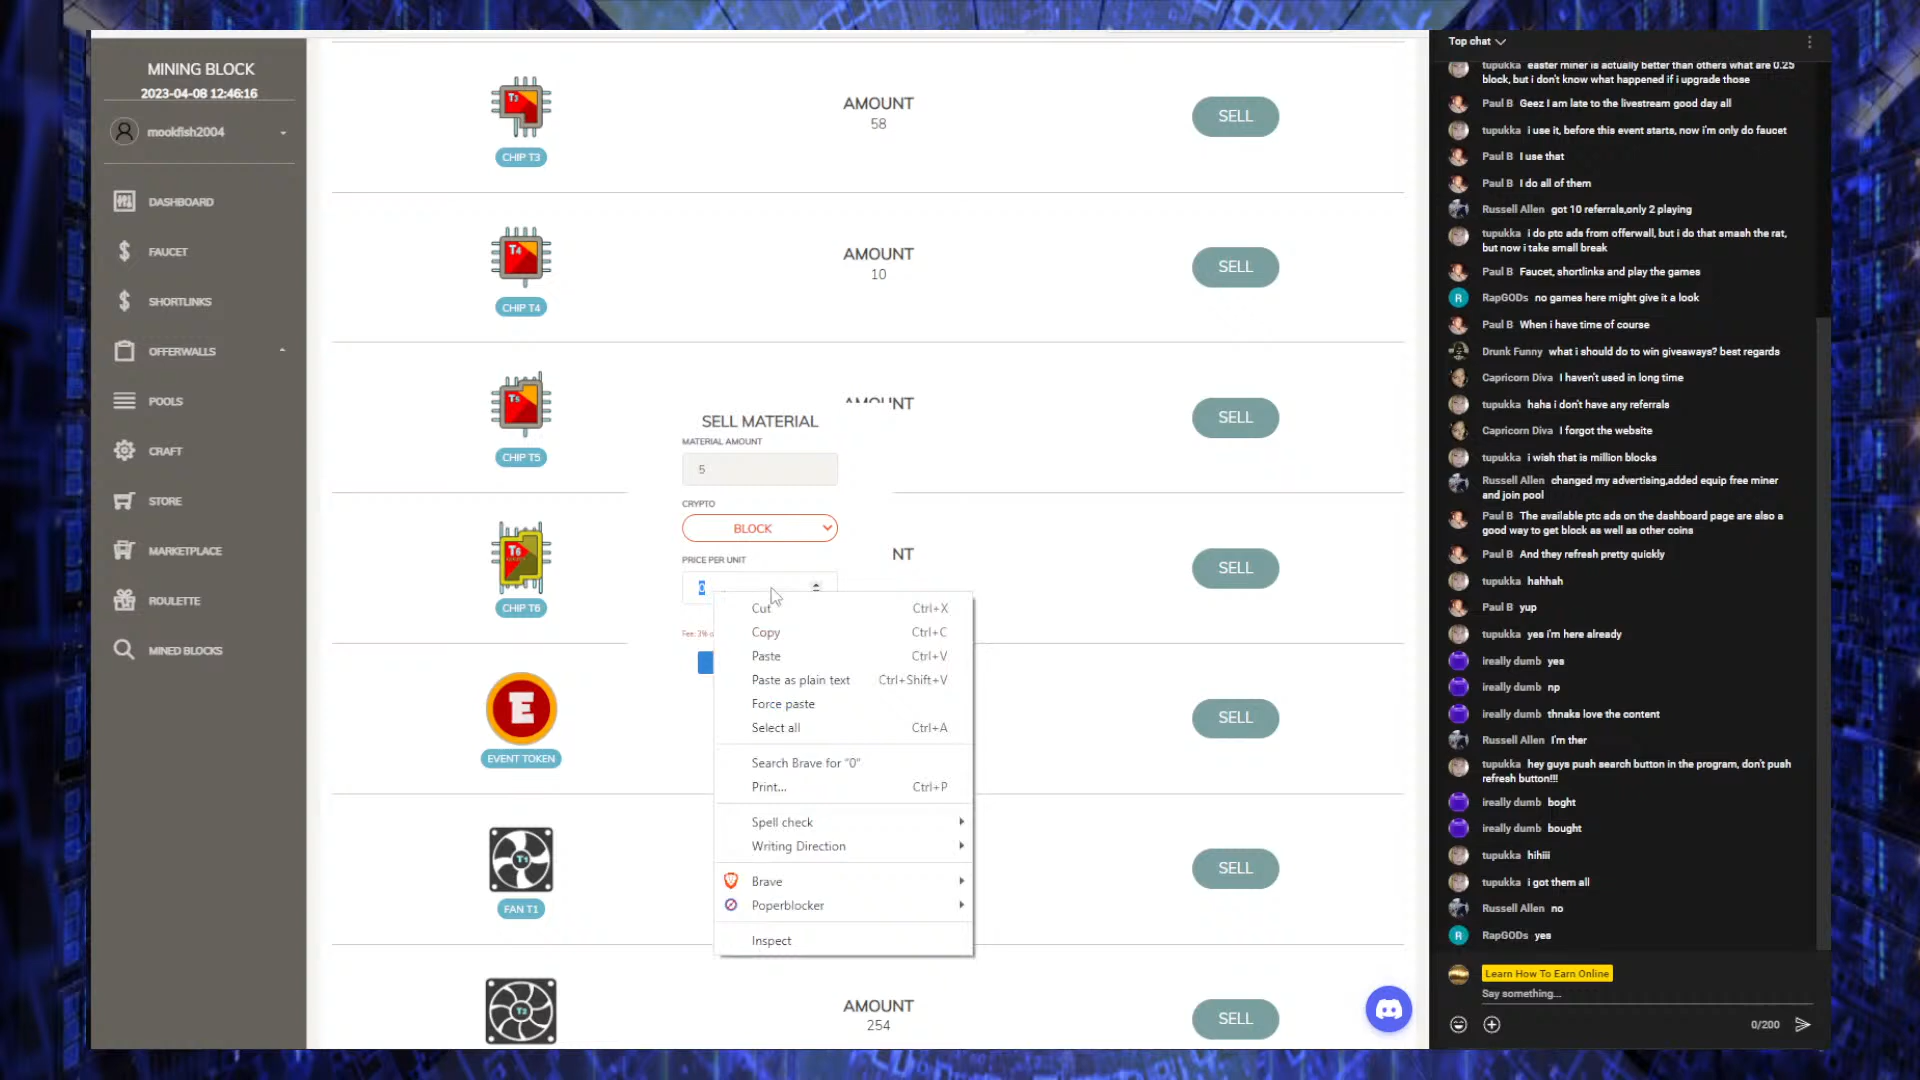 MINING BLOCK
2023-04-08 12:46:16
mookfish2004
DASHBOARD
FAUCET
SHORTLINKS
OFFERWALLS
POOLS
CRAFT
STORE
MARKETPLACE
ROULETTE
MINED BLOCKS
T3
CHIP T3
AMOUNT
58
SELL
T4
CHIP T4
AMOUNT
10
SELL
T5
CHIP T5
AMOUNT
SELL
T6
CHIP T6
NT
SELL
E
EVENT TOKEN
SELL
T1
FAN T1
SELL
T2
AMOUNT
254
SELL
SELL MATERIAL
MATERIAL AMOUNT
5
CRYPTO
BLOCK
PRICE PER UNIT
0
Fee: 3%
Cut Ctrl+X
Copy Ctrl+C
Paste Ctrl+V
Paste as plain text Ctrl+Shift+V
Force paste
Select all Ctrl+A
Search Brave for "0"
Print... Ctrl+P
Spell check
Writing Direction
Brave
Poperblocker
Inspect
Top chat
tupukka easter miner is actually better than others what are 0.25
block, but i don't know what happened if i upgrade those
Paul B Geez I am late to the livestream good day all
tupukka i use it, before this event starts, now i'm only do faucet
Paul B I use that
Paul B I do all of them
Russell Allen got 10 referrals,only 2 playing
tupukka i do ptc ads from offerwall, but i do that smash the rat,
but now i take small break
Paul B Faucet, shortlinks and play the games
R RapGODs no games here might give it a look
Paul B When i have time of course
Drunk Funny what i should do to win giveaways? best regards
Capricorn Diva I haven't used in long time
tupukka haha i don't have any referrals
Capricorn Diva I forgot the website
tupukka i wish that is million blocks
Russell Allen changed my advertising,added equip free miner
and join pool
Paul B The available ptc ads on the dashboard page are also a
good way to get block as well as other coins
Paul B And they refresh pretty quickly
tupukka hahhah
Paul B yup
tupukka yes i'm here already
ireally dumb yes
ireally dumb np
ireally dumb thnaka love the content
Russell Allen I'm ther
tupukka hey guys push search button in the program, don't push
refresh button!!!
ireally dumb boght
ireally dumb bought
tupukka hihiii
tupukka i got them all
Russell Allen no
R RapGODs yes
Learn How To Earn Online
Say something...
0/200